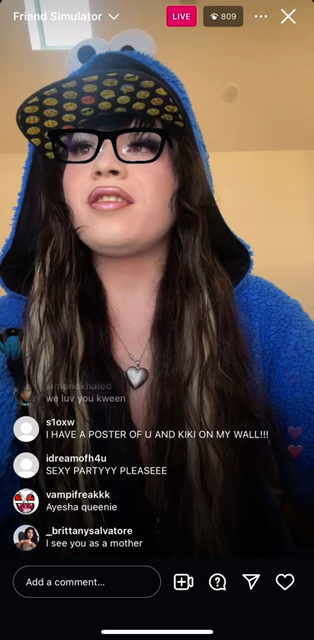 Friend Simulator
LIVE
809
simonekhaled
we luv you kween
s1oxw
I HAVE A POSTER OF U AND KIKI ON MY WALL!!!
idreamofh4u
SEXY PARTYYY PLEASEEE
vampifreakkk
Ayesha queenie
_brittanysalvatore
I see you as a mother
Add a comment...